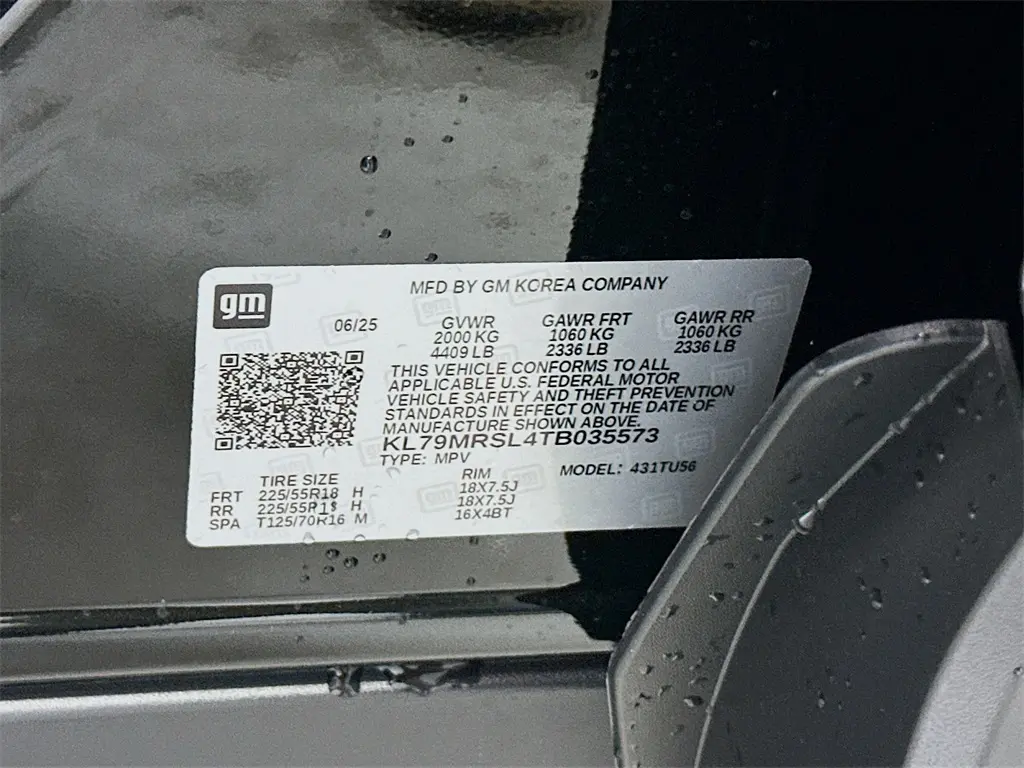 gm
MFD BY GM KOREA COMPANY
06/25 GVWR GAWR FRT GAWR RR
2000 KG 1060 KG 1060 KG
4409 LB 2336 LB 2336 LB
THIS VEHICLE CONFORMS TO ALL
APPLICABLE U.S. FEDERAL MOTOR
VEHICLE SAFETY AND THEFT PREVENTION
STANDARDS IN EFFECT ON THE DATE OF
MANUFACTURE SHOWN ABOVE.
KL79MRSL4TB035573
TYPE: MPV MODEL: 431TU56
TIRE SIZE RIM
FRT 225/55R18 H 18X7.5J
RR 225/55R18 H 18X7.5J
SPA T125/70R16 M 16X4BT